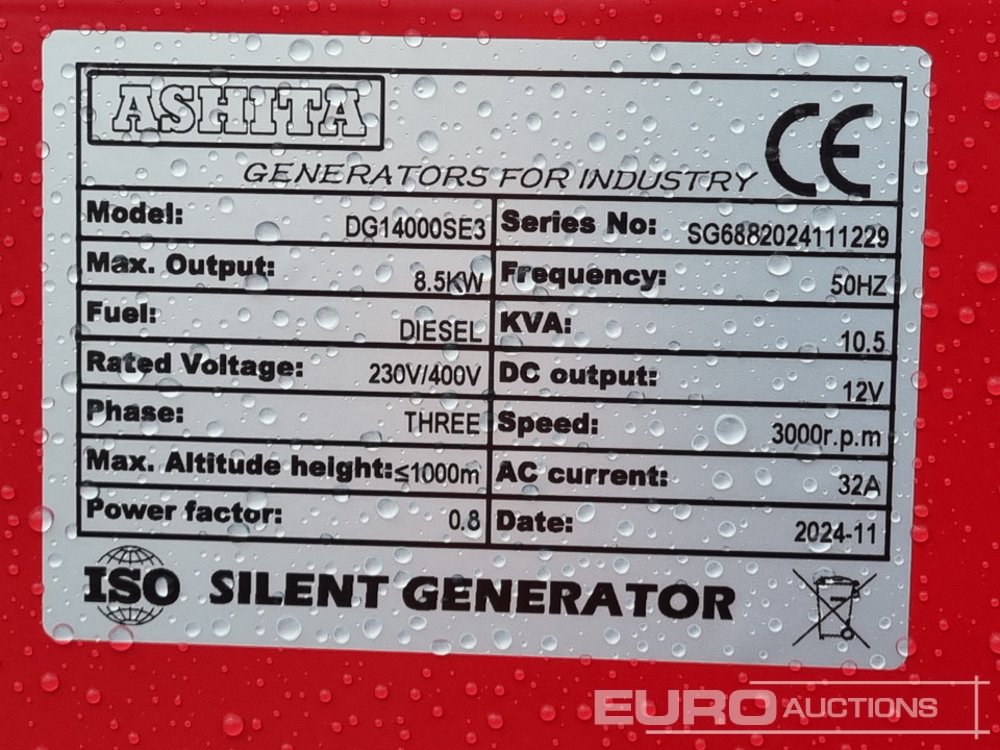 ASHITA
CE
GENERATORS FOR INDUSTRY
Model: DG14000SE3 Series No: SG6882024111229
Max. Output: 8.5KW Frequency: 50HZ
Fuel: DIESEL KVA: 10.5
Rated Voltage: 230V/400V DC output: 12V
Phase: THREE Speed: 3000r.p.m
Max. Altitude height: ≤1000m AC current: 32A
Power factor: 0.8 Date: 2024-11
ISO SILENT GENERATOR
EURO AUCTIONS